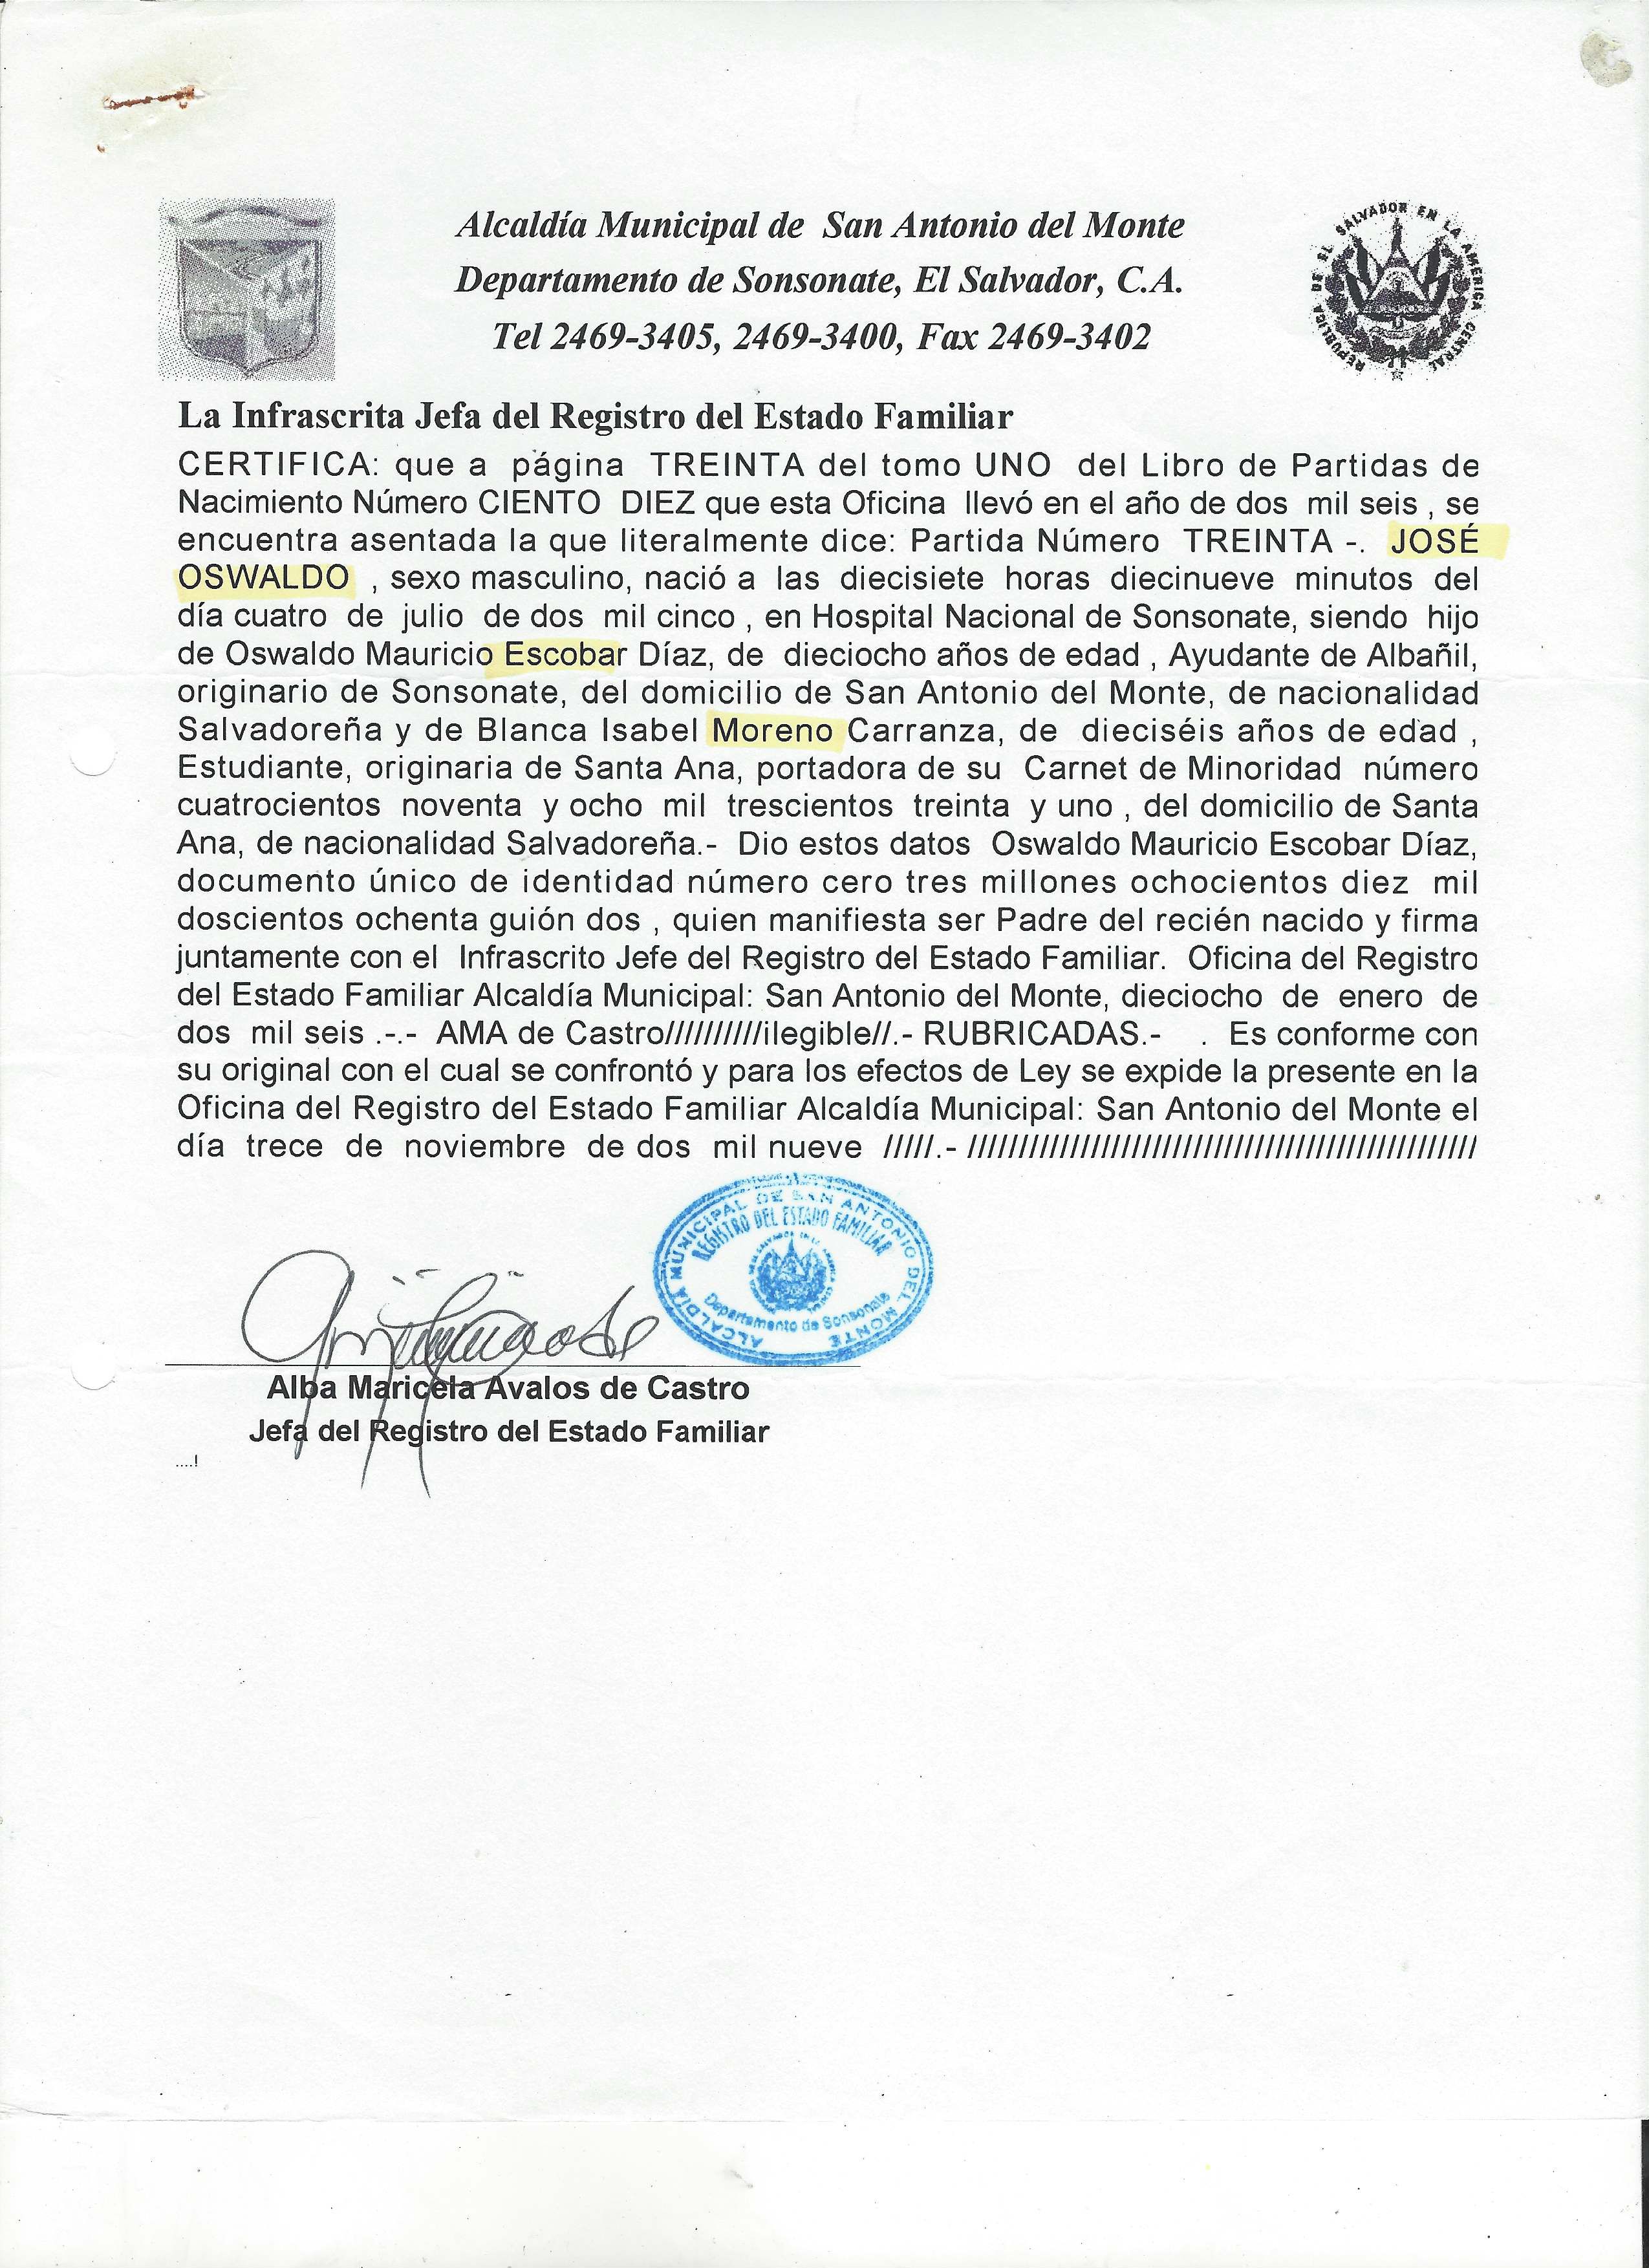 Alcaldía Municipal de San Antonio del Monte
Departamento de Sonsonate, El Salvador, C.A.
Tel 2469-3405, 2469-3400, Fax 2469-3402
REPUBLICA DE EL SALVADOR EN LA AMERICA CENTRAL
La Infrascrita Jefa del Registro del Estado Familiar
CERTIFICA: que a página TREINTA del tomo UNO del Libro de Partidas de
Nacimiento Número CIENTO DIEZ que esta Oficina llevó en el año de dos mil seis , se
encuentra asentada la que literalmente dice: Partida Número TREINTA -. JOSÉ
OSWALDO , sexo masculino, nació a las diecisiete horas diecinueve minutos del
día cuatro de julio de dos mil cinco , en Hospital Nacional de Sonsonate, siendo hijo
de Oswaldo Mauricio Escobar Díaz, de dieciocho años de edad , Ayudante de Albañil,
originario de Sonsonate, del domicilio de San Antonio del Monte, de nacionalidad
Salvadoreña y de Blanca Isabel Moreno Carranza, de dieciséis años de edad ,
Estudiante, originaria de Santa Ana, portadora de su Carnet de Minoridad número
cuatrocientos noventa y ocho mil trescientos treinta y uno , del domicilio de Santa
Ana, de nacionalidad Salvadoreña.- Dio estos datos Oswaldo Mauricio Escobar Díaz,
documento único de identidad número cero tres millones ochocientos diez mil
doscientos ochenta guión dos , quien manifiesta ser Padre del recién nacido y firma
juntamente con el Infrascrito Jefe del Registro del Estado Familiar. Oficina del Registro
del Estado Familiar Alcaldía Municipal: San Antonio del Monte, dieciocho de enero de
dos mil seis .-.- AMA de Castro//////////ilegible//.- RUBRICADAS.- . Es conforme con
su original con el cual se confrontó y para los efectos de Ley se expide la presente en la
Oficina del Registro del Estado Familiar Alcaldía Municipal: San Antonio del Monte el
día trece de noviembre de dos mil nueve /////.- ///////////////////////////////////////////////////
ALCALDÍA MUNICIPAL DE SAN ANTONIO DEL MONTE
REGISTRO DEL ESTADO FAMILIAR
Departamento de Sonsonate
Alba Maricela Avalos de Castro
Jefa del Registro del Estado Familiar
....!